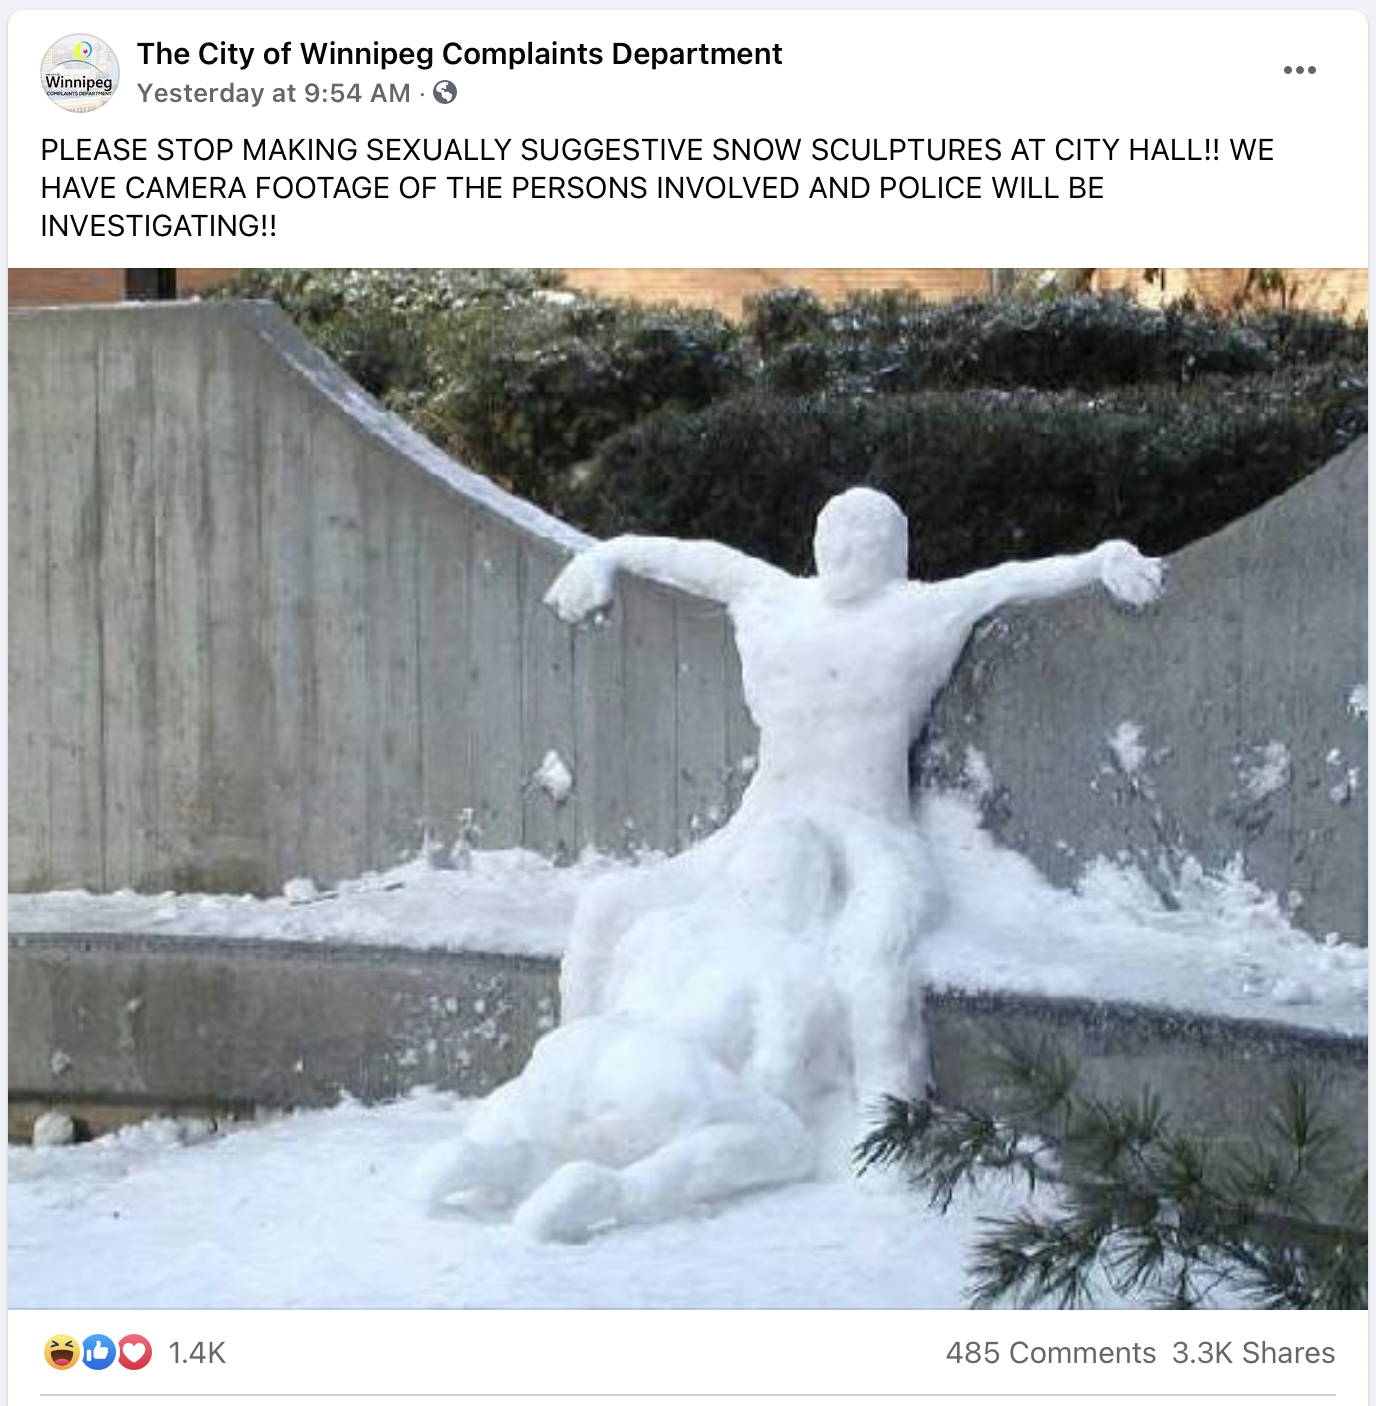 The City of Winnipeg Complaints Department
Yesterday at 9:54 AM ·
Winnipeg
COMPLAINTS DEPARTMENT
PLEASE STOP MAKING SEXUALLY SUGGESTIVE SNOW SCULPTURES AT CITY HALL!! WE
HAVE CAMERA FOOTAGE OF THE PERSONS INVOLVED AND POLICE WILL BE
INVESTIGATING!!
1.4K
485 Comments 3.3K Shares